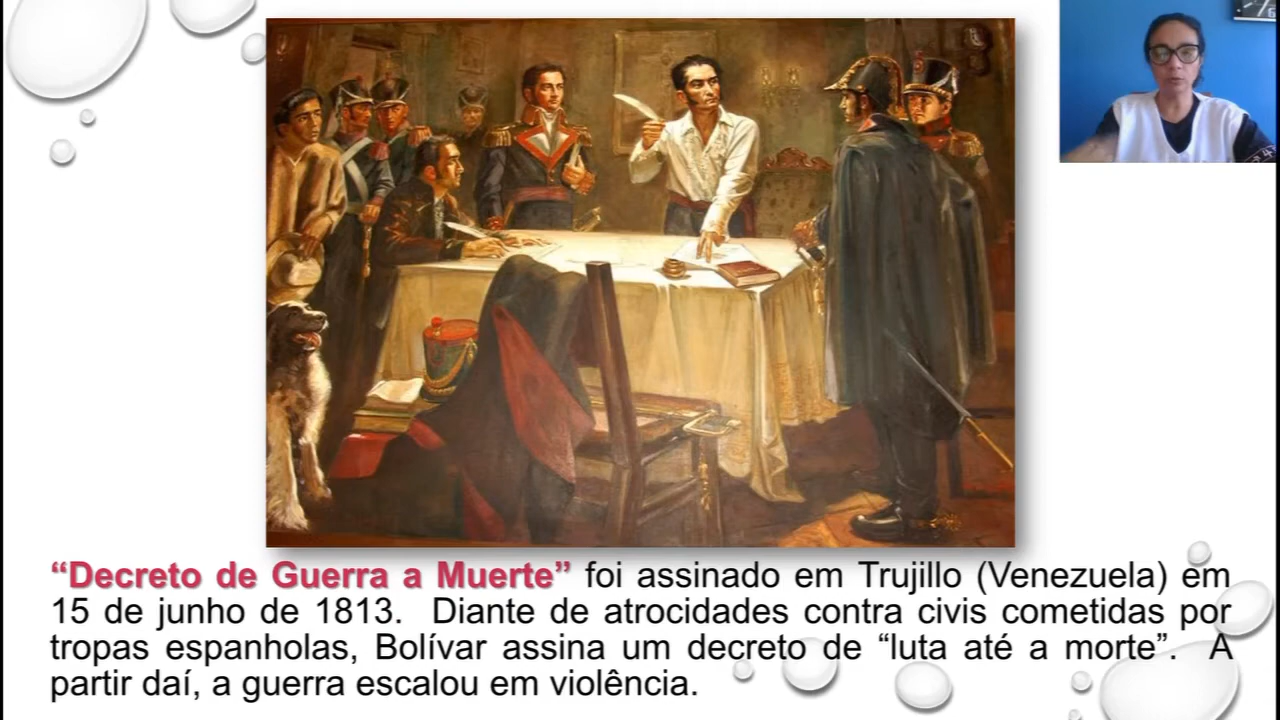 “Decreto de Guerra a Muerte” foi assinado em Trujillo (Venezuela) em
15 de junho de 1813. Diante de atrocidades contra civis cometidas por
tropas espanholas, Bolívar assina um decreto de “luta até a morte”. A
partir daí, a guerra escalou em violência.